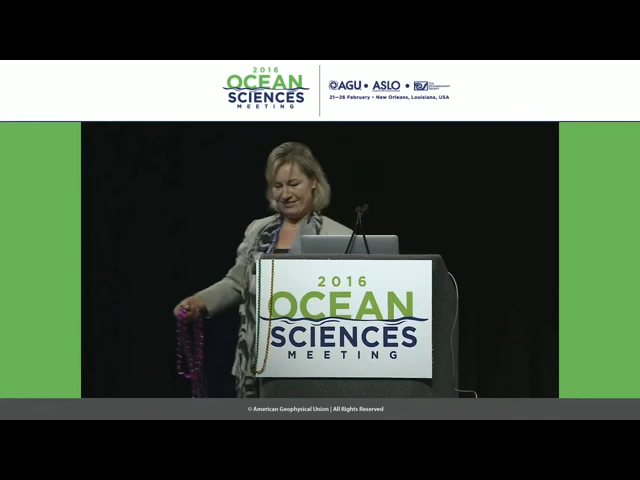 2016
OCEAN
SCIENCES
MEETING
AGU • ASLO •
21–26 February • New Orleans, Louisiana, USA
2016
OCEAN
SCIENCES
MEETING
© American Geophysical Union | All Rights Reserved